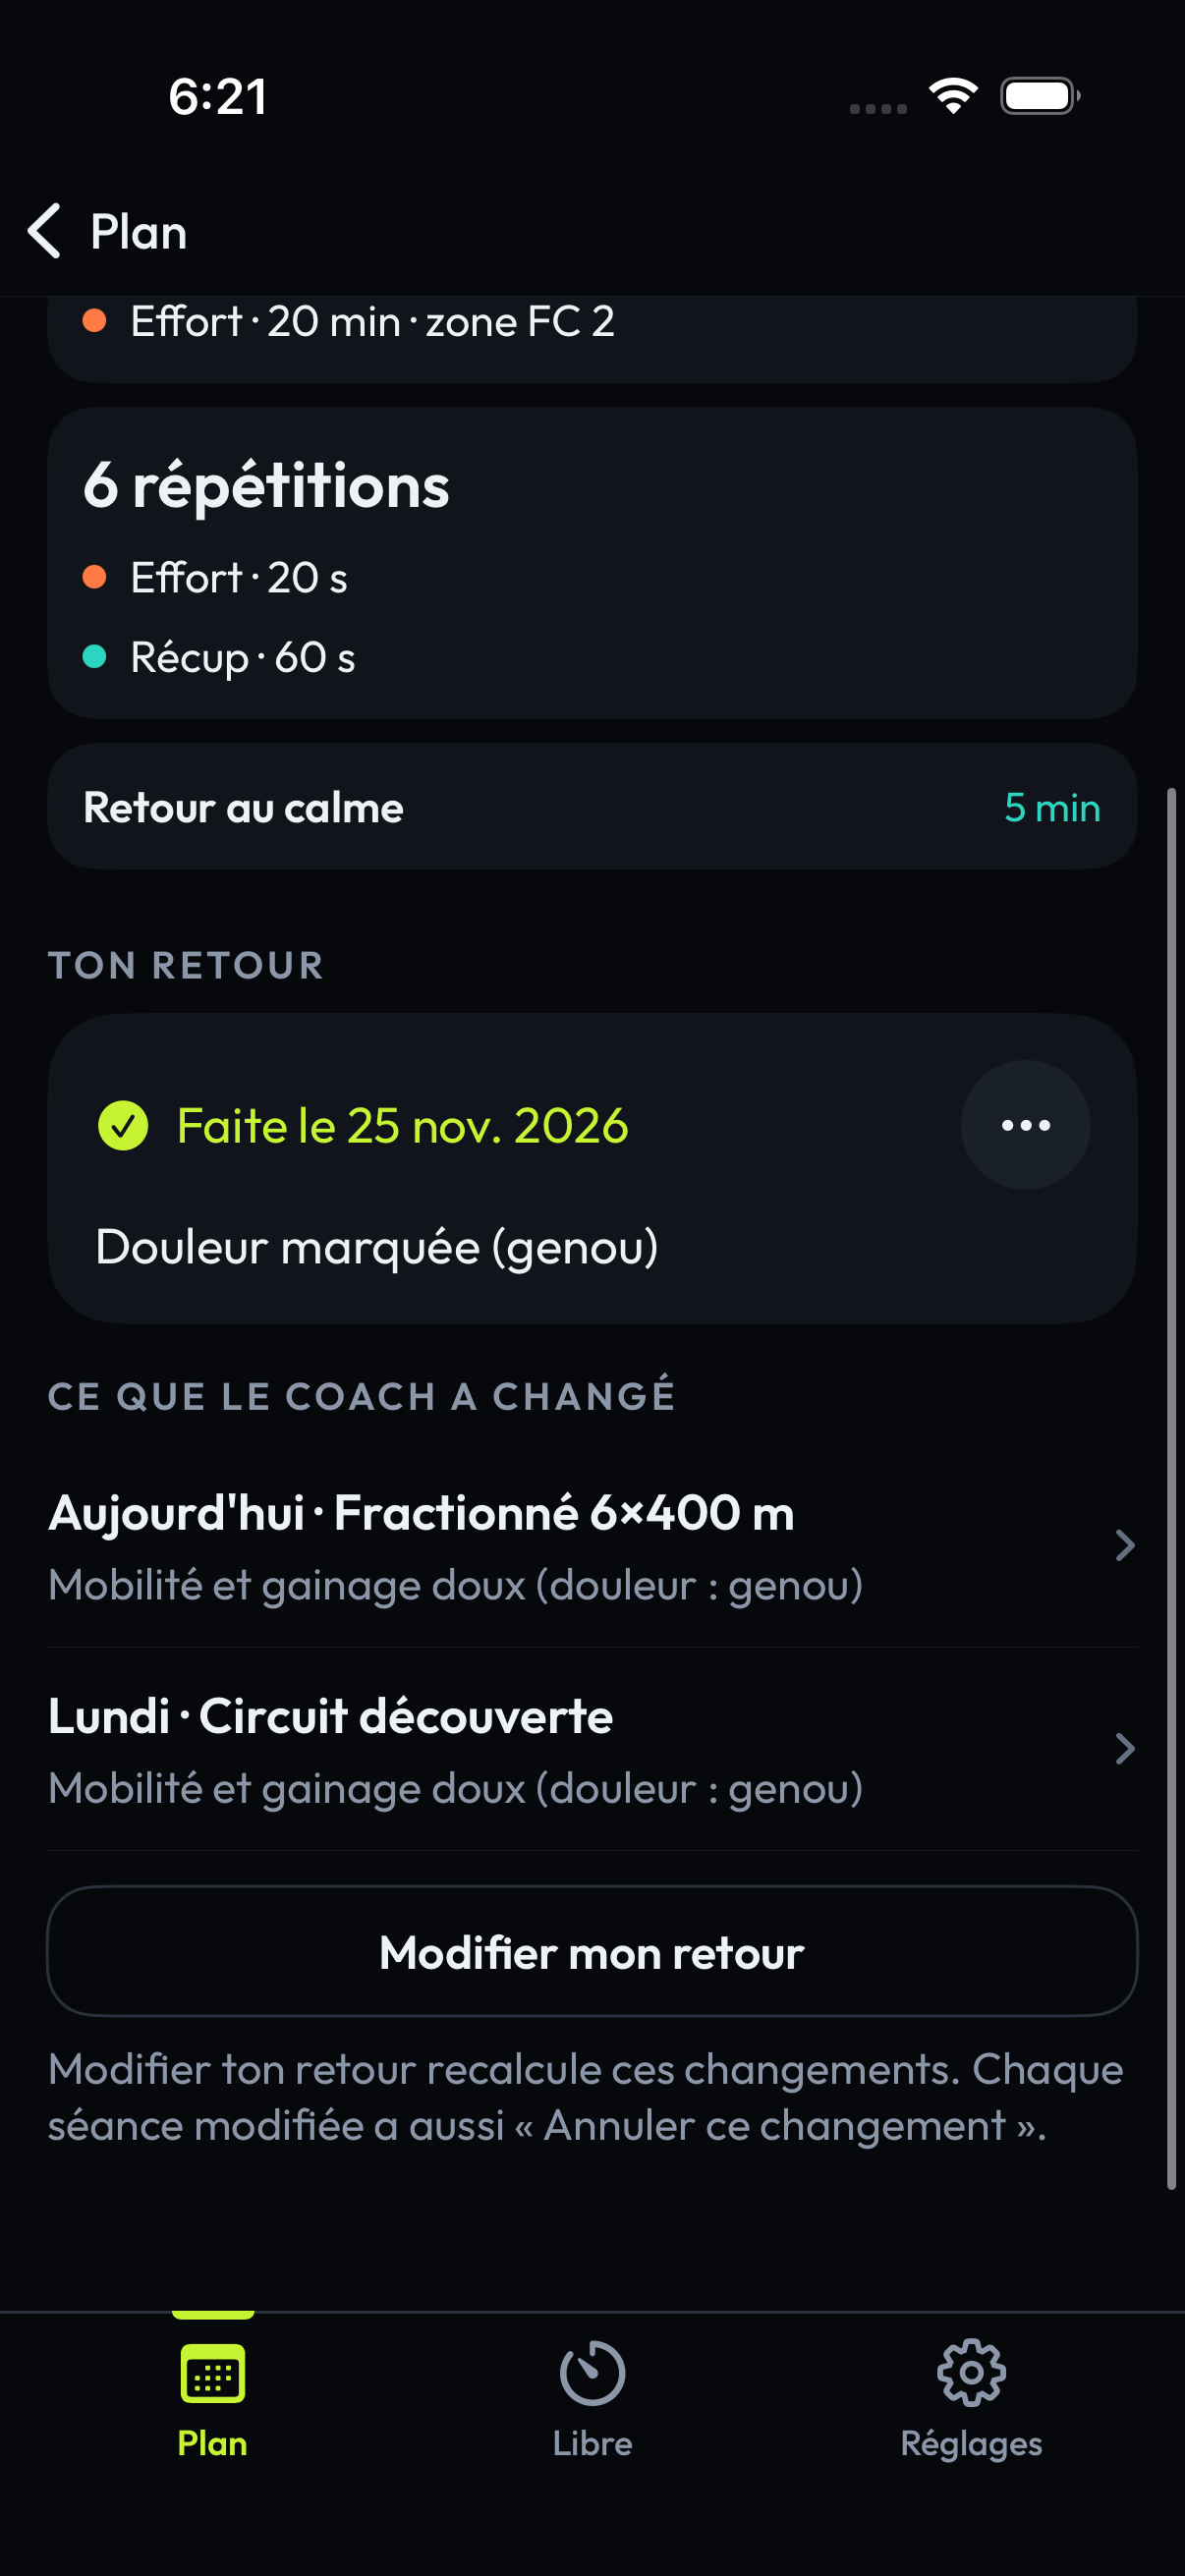 6:21
Plan
Effort · 20 min · zone FC 2
6 répétitions
Effort · 20 s
Récup · 60 s
Retour au calme
5 min
TON RETOUR
Faite le 25 nov. 2026
Douleur marquée (genou)
CE QUE LE COACH A CHANGÉ
Aujourd'hui · Fractionné 6×400 m
Mobilité et gainage doux (douleur : genou)
Lundi · Circuit découverte
Mobilité et gainage doux (douleur : genou)
Modifier mon retour
Modifier ton retour recalcule ces changements. Chaque
séance modifiée a aussi « Annuler ce changement ».
Plan
Libre
Réglages